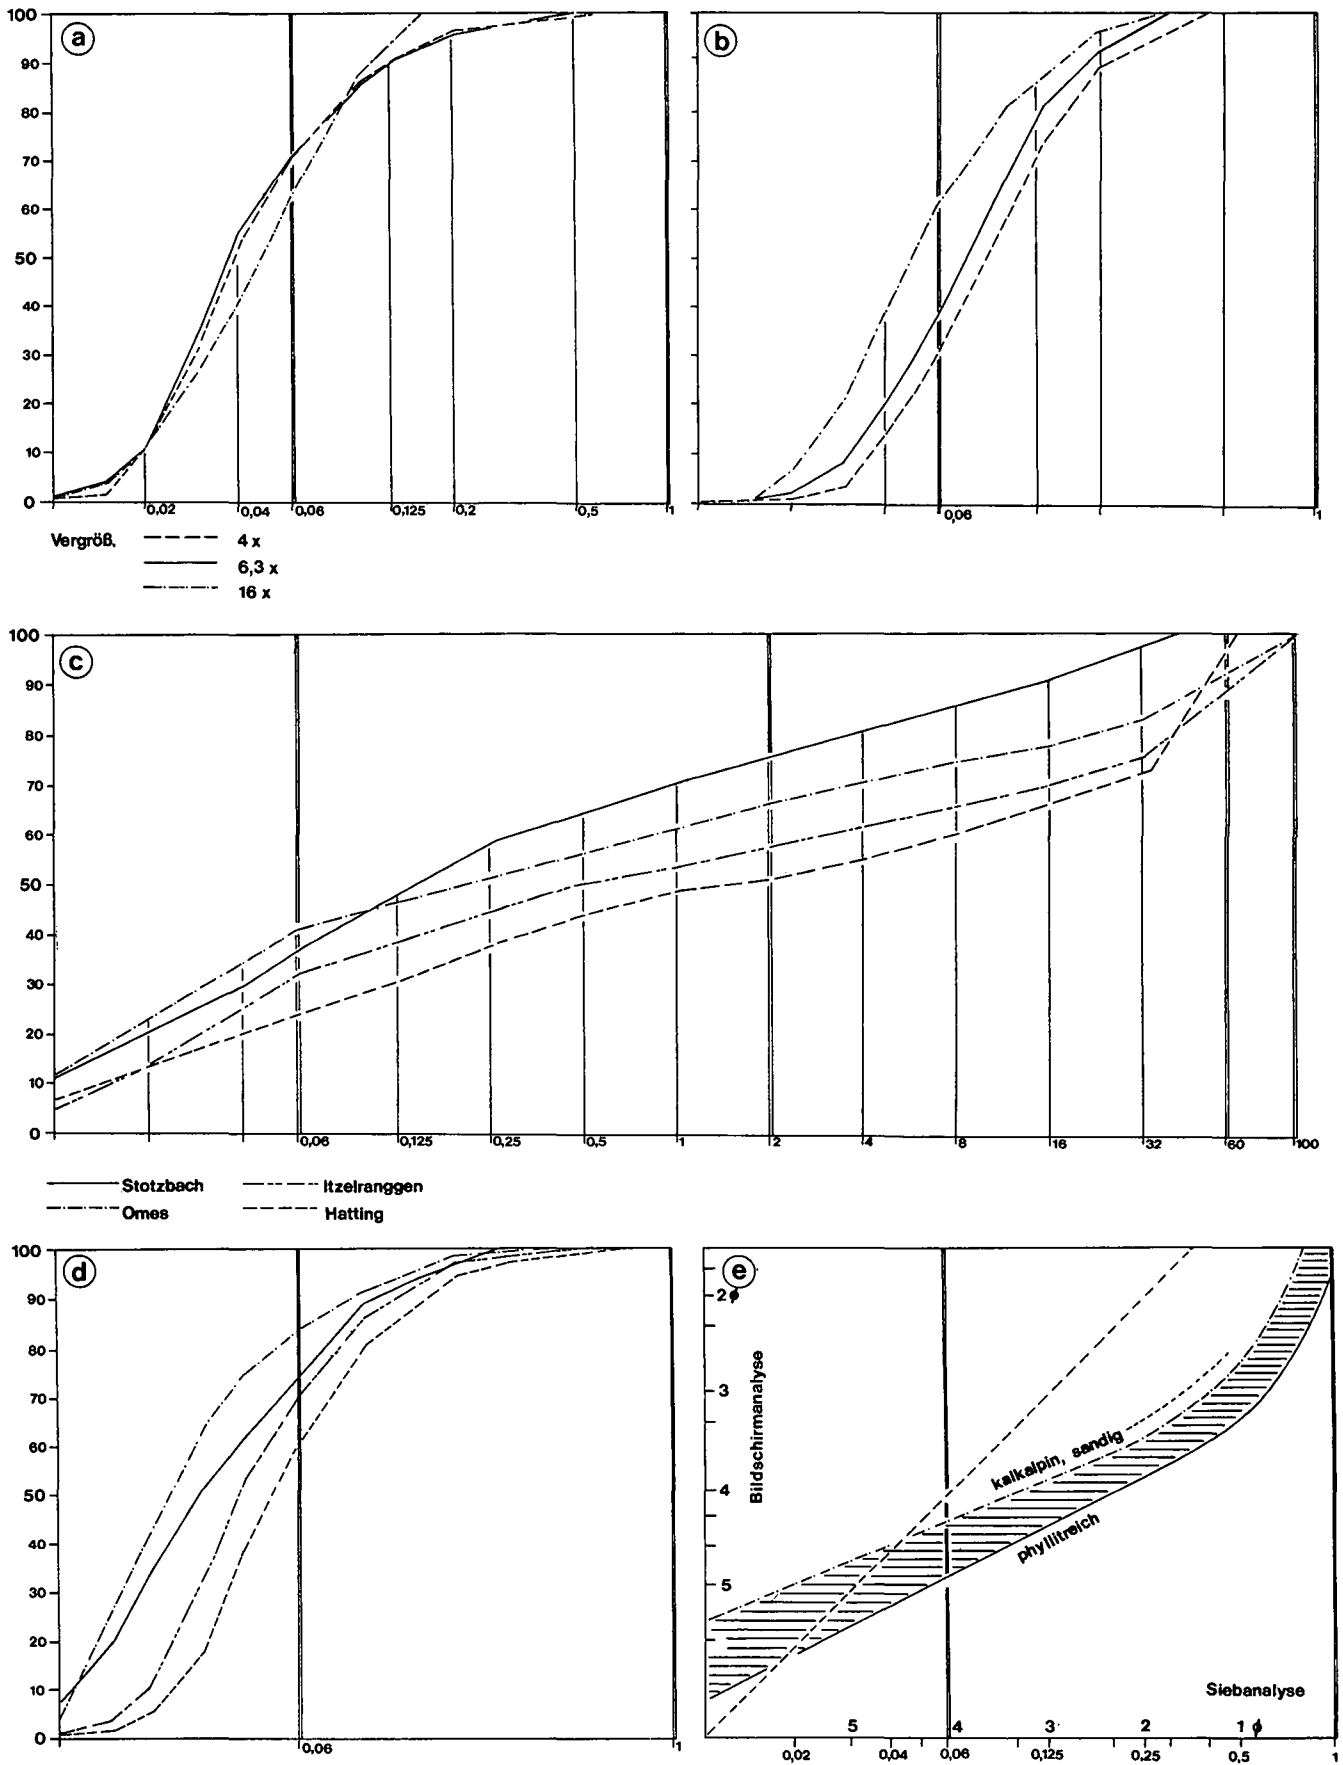 a
100
90
80
70
60
50
40
30
20
10
0
0,02 0,04 0,06 0,125 0,2 0,5 1
b
0,06 1
Vergröß. 4 x
6,3 x
16 x
c
100
90
80
70
60
50
40
30
20
10
0
0,06 0,125 0,25 0,5 1 2 4 8 16 32 60 100
Stotzbach Itzelranggen
Omes Hatting
d
100
90
80
70
60
50
40
30
20
10
0
0,06 1
e
2 ϕ
3
4
5
Bildschirmanalyse
kalkalpin, sandig
phyllitreich
Siebanalyse
5 4 3 2 1 ϕ
0,02 0,04 0,06 0,125 0,25 0,5 1